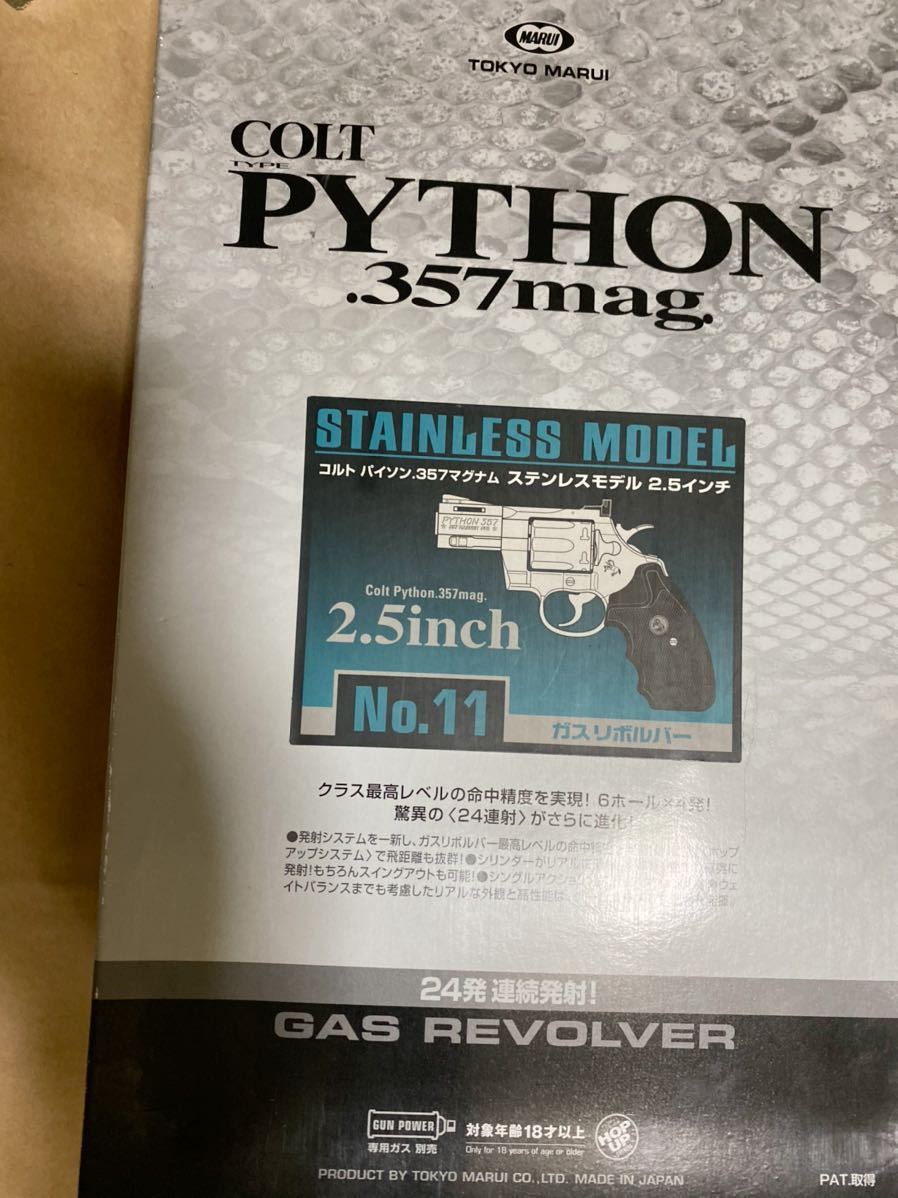 MARUI
TOKYO MARUI
COLT
TYPE
PYTHON
.357mag.
STAINLESS MODEL
コルト パイソン.357マグナム ステンレスモデル 2.5インチ
PYTHON 357
Colt Python.357mag.
2.5inch
No.11
ガスリボルバー
クラス最高レベルの命中精度を実現! 6ホール×4発!
驚異の〈24連射〉がさらに進化!
●発射システムを一新し、ガスリボルバー最高レベルの命中精
アップシステム〉で飛距離も抜群!●シリンダーがリアルに
発射!もちろんスイングアウトも可能!●シングルアクショ
イトバランスまでも考慮したリアルな外観と高性能は、
24発 連続発射!
GAS REVOLVER
GUN POWER
専用ガス 別売
対象年齢18才以上
Only for 18 years of age or older
HOP UP
PRODUCT BY TOKYO MARUI CO.,LTD. MADE IN JAPAN
PAT.取得